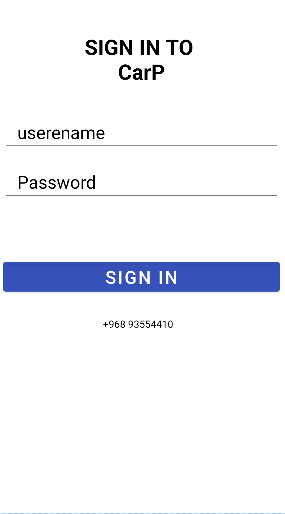 SIGN IN TO
CarP
userename
Password
SIGN IN
+968 93554410